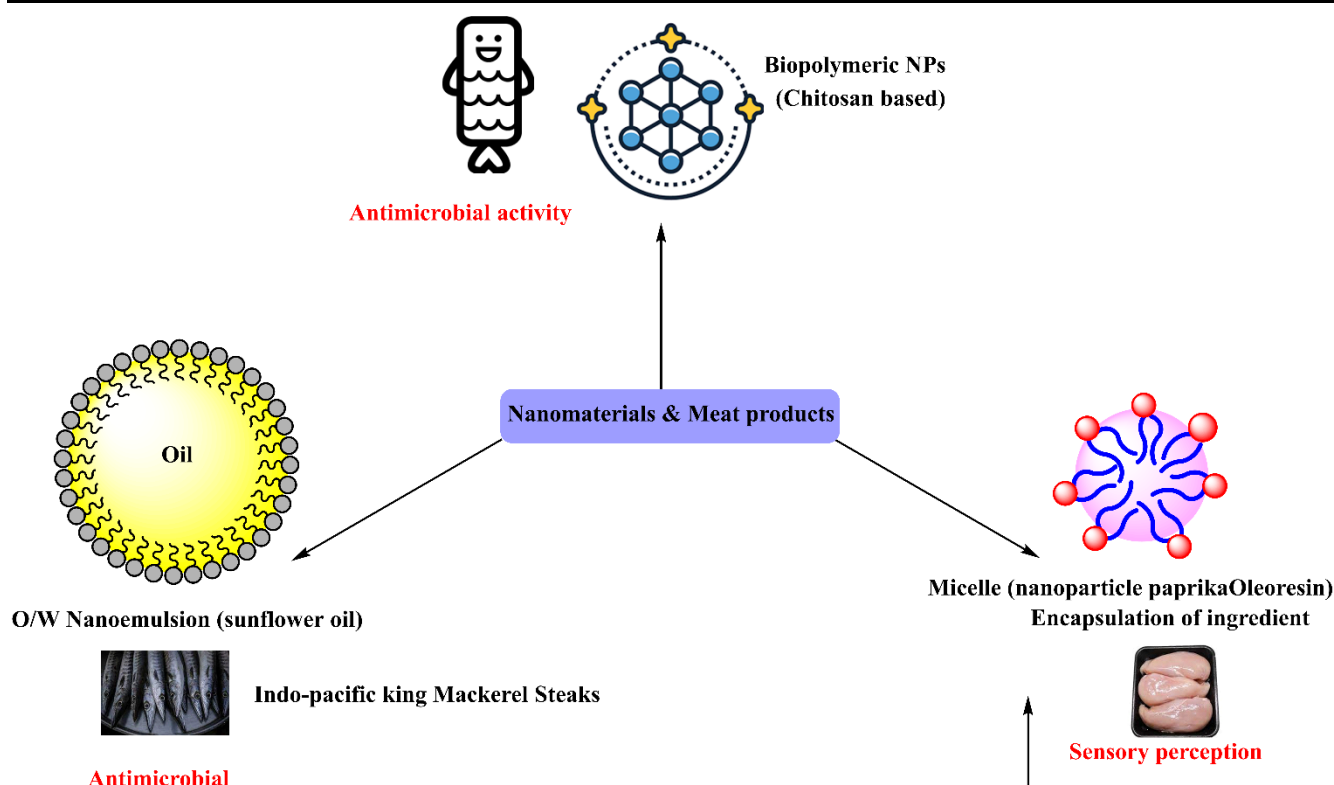 Biopolymeric NPs
(Chitosan based)
Antimicrobial activity
Nanomaterials & Meat products
Oil
O/W Nanoemulsion (sunflower oil)
Indo-pacific king Mackerel Steaks
Antimicrobial
Micelle (nanoparticle paprikaOleoresin)
Encapsulation of ingredient
Sensory perception